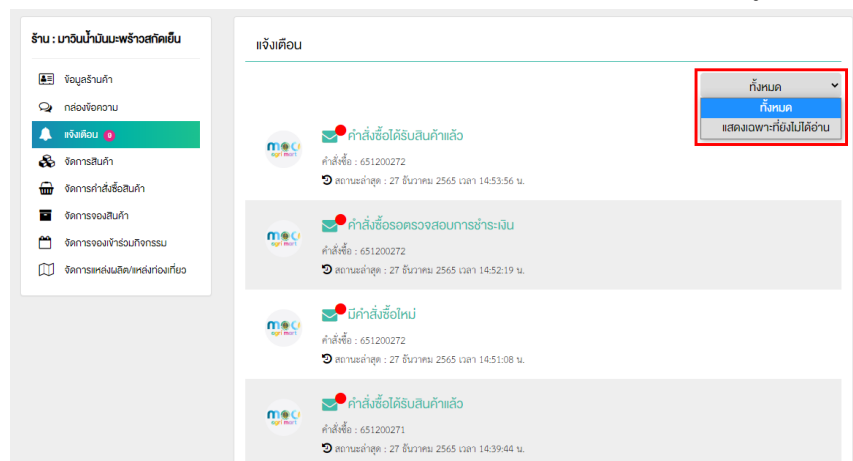 ร้าน : มาวินน้ำมันมะพร้าวสกัดเย็น
ข้อมูลร้านค้า
กล่องข้อความ
แจ้งเตือน 9
จัดการสินค้า
จัดการคำสั่งซื้อสินค้า
จัดการจองสินค้า
จัดการจองเข้าร่วมกิจกรรม
จัดการแหล่งผลิต/แหล่งท่องเที่ยว
แจ้งเตือน
ทั้งหมด
ทั้งหมด
แสดงเฉพาะที่ยังไม่ได้อ่าน
moc
agri mart
คำสั่งซื้อได้รับสินค้าแล้ว
คำสั่งซื้อ : 651200272
สถานะล่าสุด : 27 ธันวาคม 2565 เวลา 14:53:56 น.
moc
agri mart
คำสั่งซื้อรอตรวจสอบการชำระเงิน
คำสั่งซื้อ : 651200272
สถานะล่าสุด : 27 ธันวาคม 2565 เวลา 14:52:19 น.
moc
agri mart
มีคำสั่งซื้อใหม่
คำสั่งซื้อ : 651200272
สถานะล่าสุด : 27 ธันวาคม 2565 เวลา 14:51:08 น.
moc
agri mart
คำสั่งซื้อได้รับสินค้าแล้ว
คำสั่งซื้อ : 651200271
สถานะล่าสุด : 27 ธันวาคม 2565 เวลา 14:39:44 น.